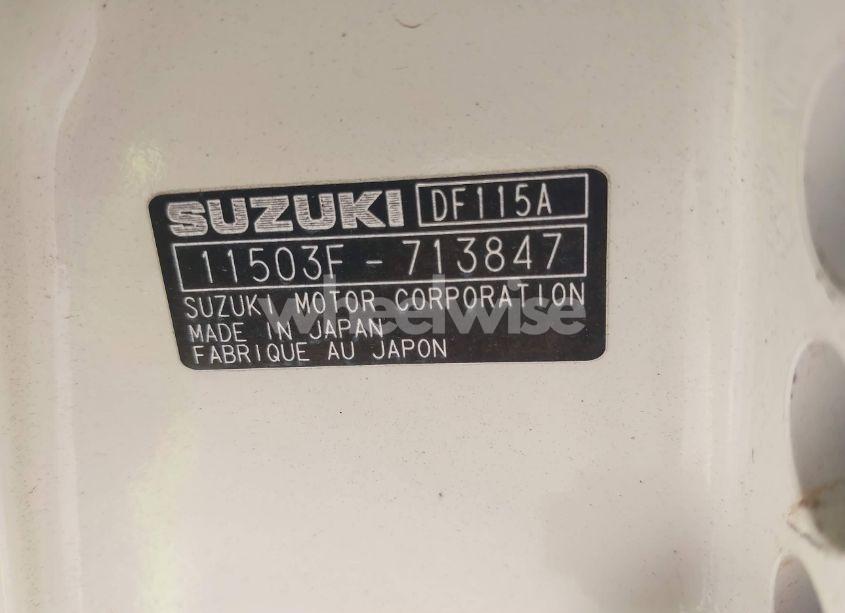 SUZUKI DF115A
11503F-713847
SUZUKI MOTOR CORPORATION
MADE IN JAPAN
FABRIQUE AU JAPON
wheelwise